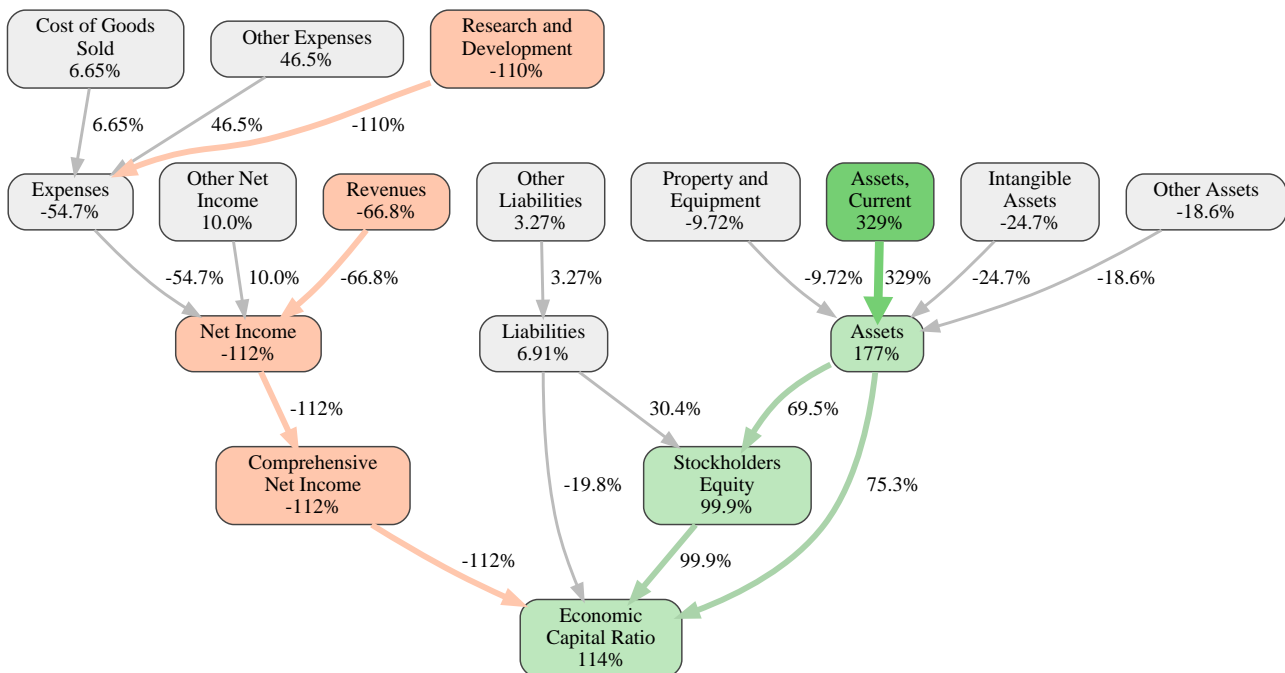 Cost of Goods
Sold
6.65%
Other Expenses
46.5%
Research and
Development
-110%
6.65%
46.5%
-110%
Expenses
-54.7%
Other Net
Income
10.0%
Revenues
-66.8%
Other
Liabilities
3.27%
Property and
Equipment
-9.72%
Assets,
Current
329%
Intangible
Assets
-24.7%
Other Assets
-18.6%
-54.7%
10.0%
-66.8%
3.27%
-9.72%
329%
-24.7%
-18.6%
Net Income
-112%
Liabilities
6.91%
Assets
177%
-112%
30.4%
69.5%
Comprehensive
Net Income
-112%
-19.8%
Stockholders
Equity
99.9%
75.3%
-112%
99.9%
Economic
Capital Ratio
114%